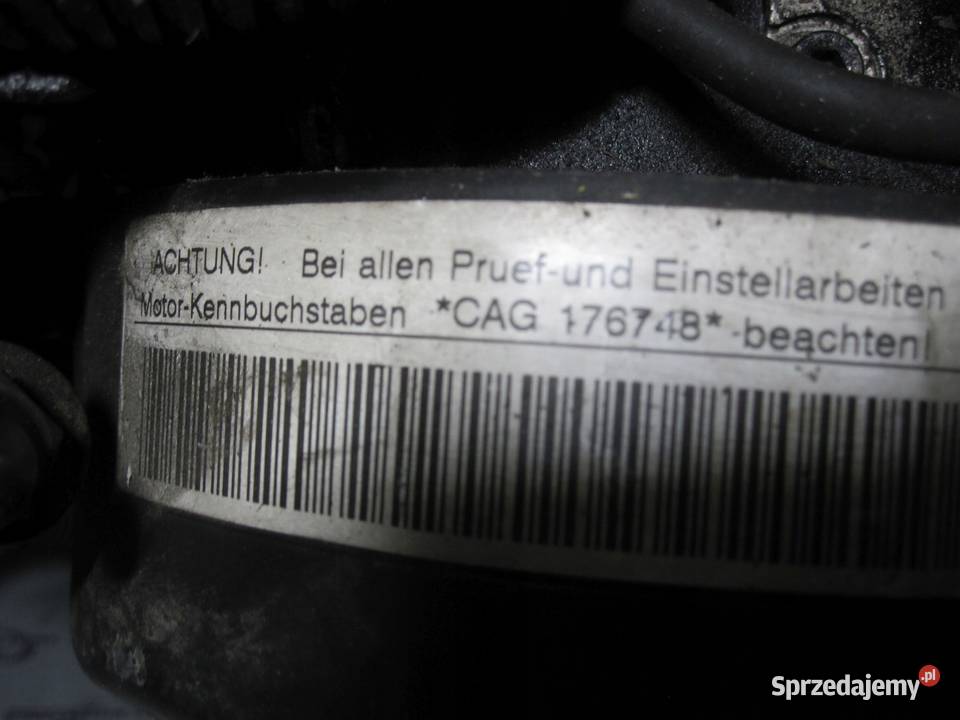 ACHTUNG! Bei allen Pruef-und Einstellarbeiten
Motor-Kennbuchstaben *CAG 176748* beachten!
Sprzedajemy.pl